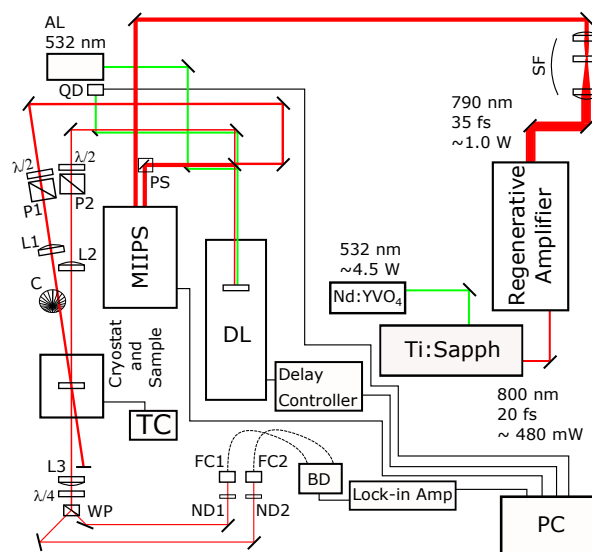 AL
532 nm
QD
SF
790 nm
35 fs
~1.0 W
λ/2
λ/2
P1
P2
PS
L1
L2
C
MIIPS
DL
532 nm
~4.5 W
Nd:YVO₄
Regenerative
Amplifier
Ti:Sapph
800 nm
20 fs
~ 480 mW
Cryostat
and
Sample
TC
Delay
Controller
L3
λ/4
WP
FC1
FC2
ND1
ND2
BD
Lock-in Amp
PC